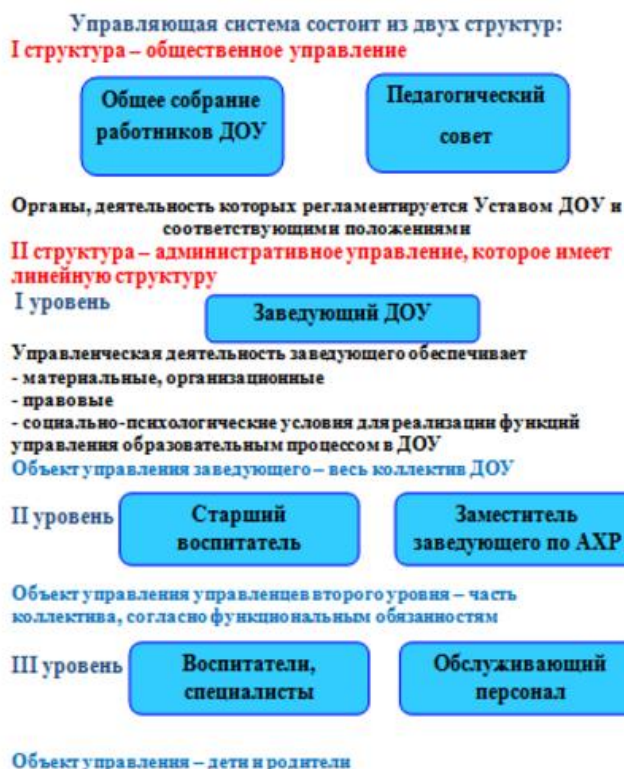 Управляющая система состоит из двух структур:
I структура – общественное управление
Общее собрание
работников ДОУ
Педагогический
совет
Органы, деятельность которых регламентируется Уставом ДОУ и
соответствующими положениями
II структура – административное управление, которое имеет
линейную структуру
I уровень
Заведующий ДОУ
Управленческая деятельность заведующего обеспечивает
- материальные, организационные
- правовые
- социально-психологические условия для реализации функций
управления образовательным процессом в ДОУ
Объект управления заведующего – весь коллектив ДОУ
II уровень
Старший
воспитатель
Заместитель
заведующего по АХР
Объект управления управленцев второго уровня – часть
коллектива, согласно функциональным обязанностям
III уровень
Воспитатели,
специалисты
Обслуживающий
персонал
Объект управления – дети и родители